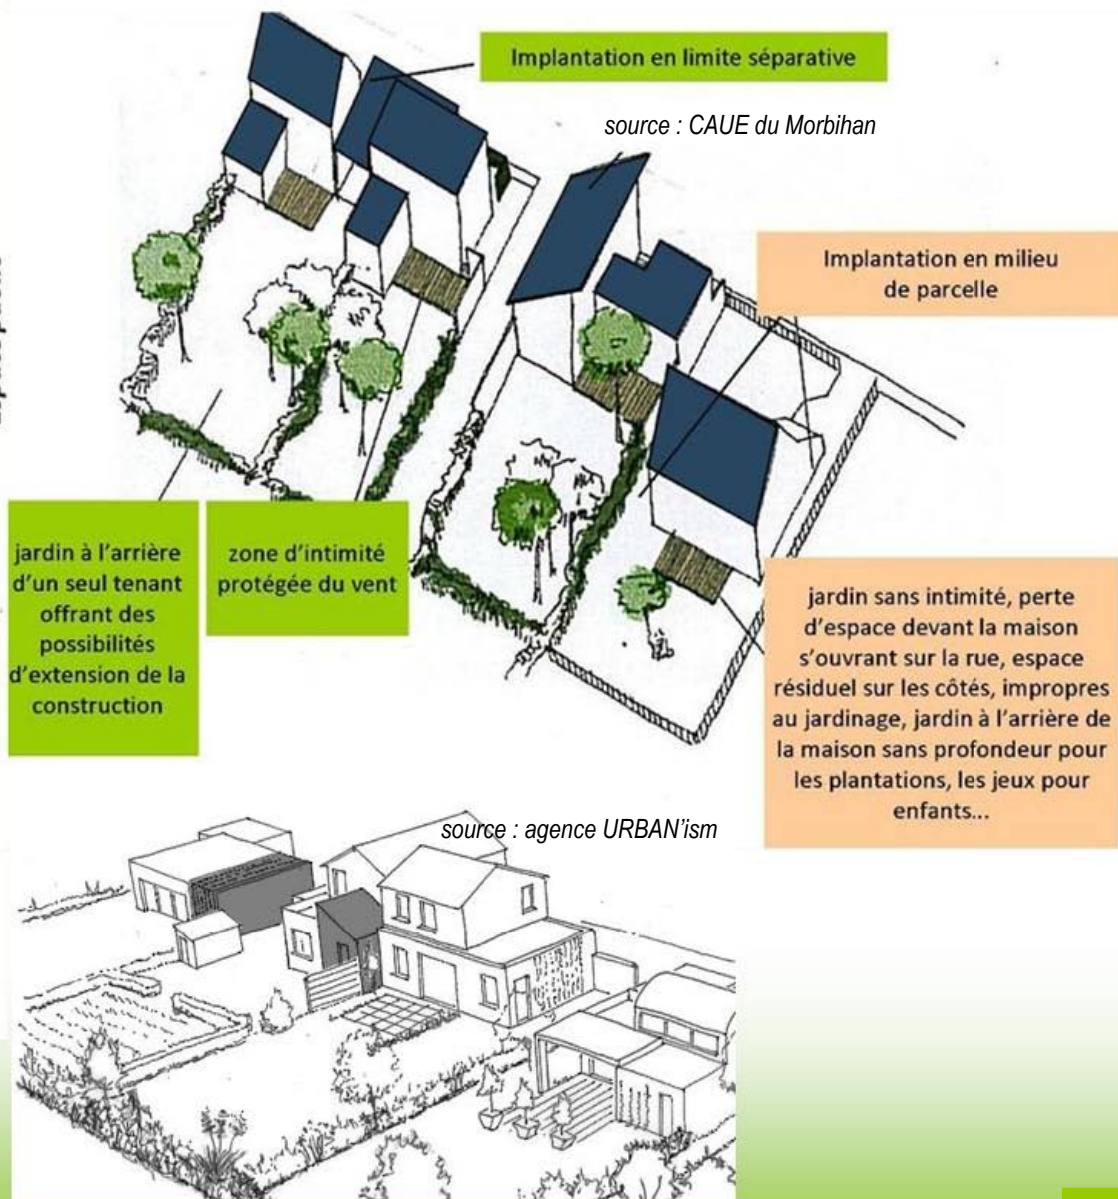 Implantation en limite séparative
source : CAUE du Morbihan
Implantation en milieu
de parcelle
jardin à l'arrière
d'un seul tenant
offrant des
possibilités
d'extension de la
construction
zone d'intimité
protégée du vent
jardin sans intimité, perte
d'espace devant la maison
s'ouvrant sur la rue, espace
résiduel sur les côtés, impropres
au jardinage, jardin à l'arrière de
la maison sans profondeur pour
les plantations, les jeux pour
enfants...
source : agence URBAN'ism